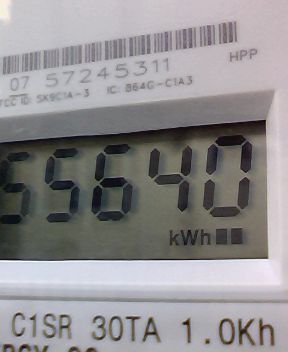 HPP
07 57245311
FCC ID: SK9C1A-3 IC: 864G-C1A3
55640
kWh
C1SR 30TA 1.0Kh